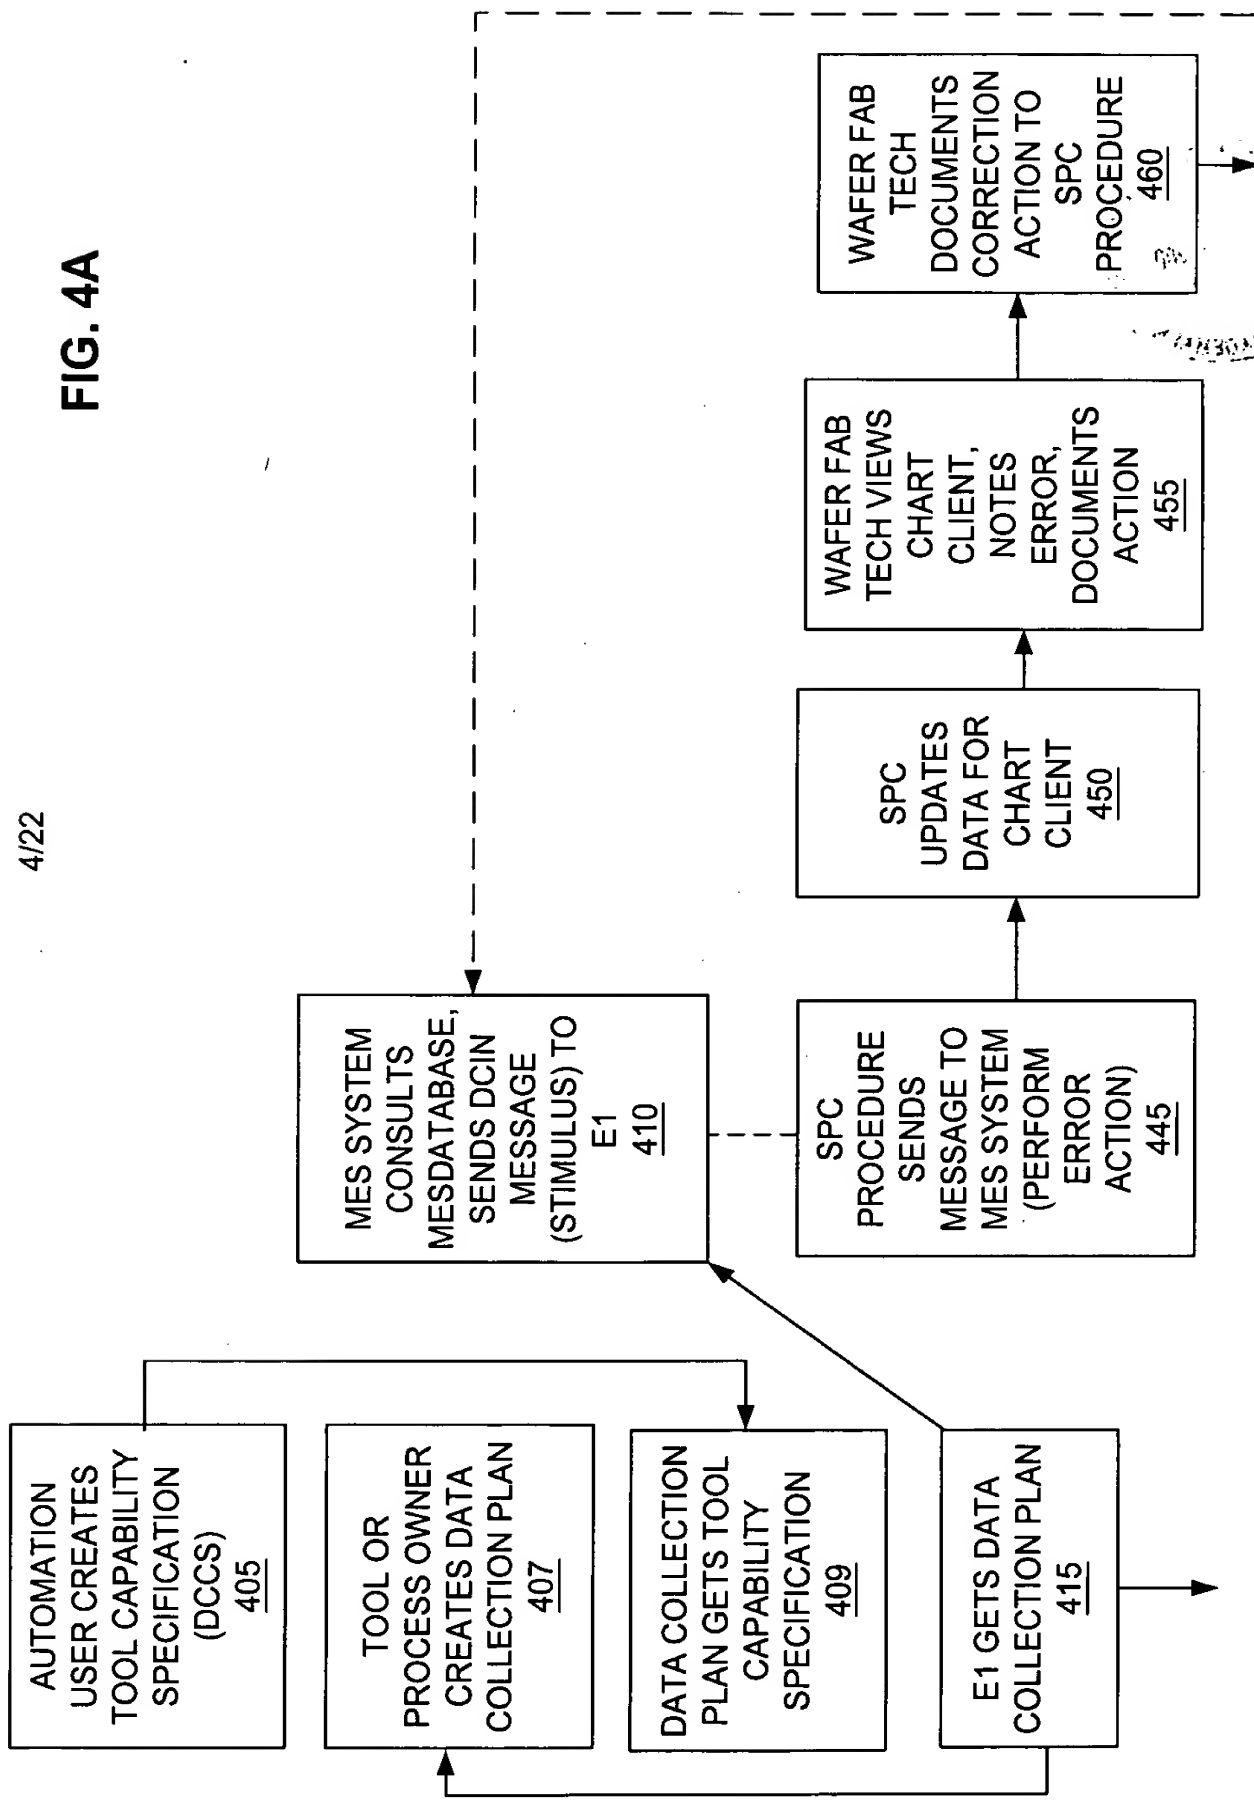 4/22
FIG. 4A
AUTOMATION
USER CREATES
TOOL CAPABILITY
SPECIFICATION
(DCCS)
405
TOOL OR
PROCESS OWNER
CREATES DATA
COLLECTION PLAN
407
DATA COLLECTION
PLAN GETS TOOL
CAPABILITY
SPECIFICATION
409
E1 GETS DATA
COLLECTION PLAN
415
MES SYSTEM
CONSULTS
MESDATABASE,
SENDS DCIN
MESSAGE
(STIMULUS) TO
E1
410
SPC
PROCEDURE
SENDS
MESSAGE TO
MES SYSTEM
(PERFORM
ERROR
ACTION)
445
SPC
UPDATES
DATA FOR
CHART
CLIENT
450
WAFER FAB
TECH VIEWS
CHART
CLIENT,
NOTES
ERROR,
DOCUMENTS
ACTION
455
WAFER FAB
TECH
DOCUMENTS
CORRECTION
ACTION TO
SPC
PROCEDURE
460